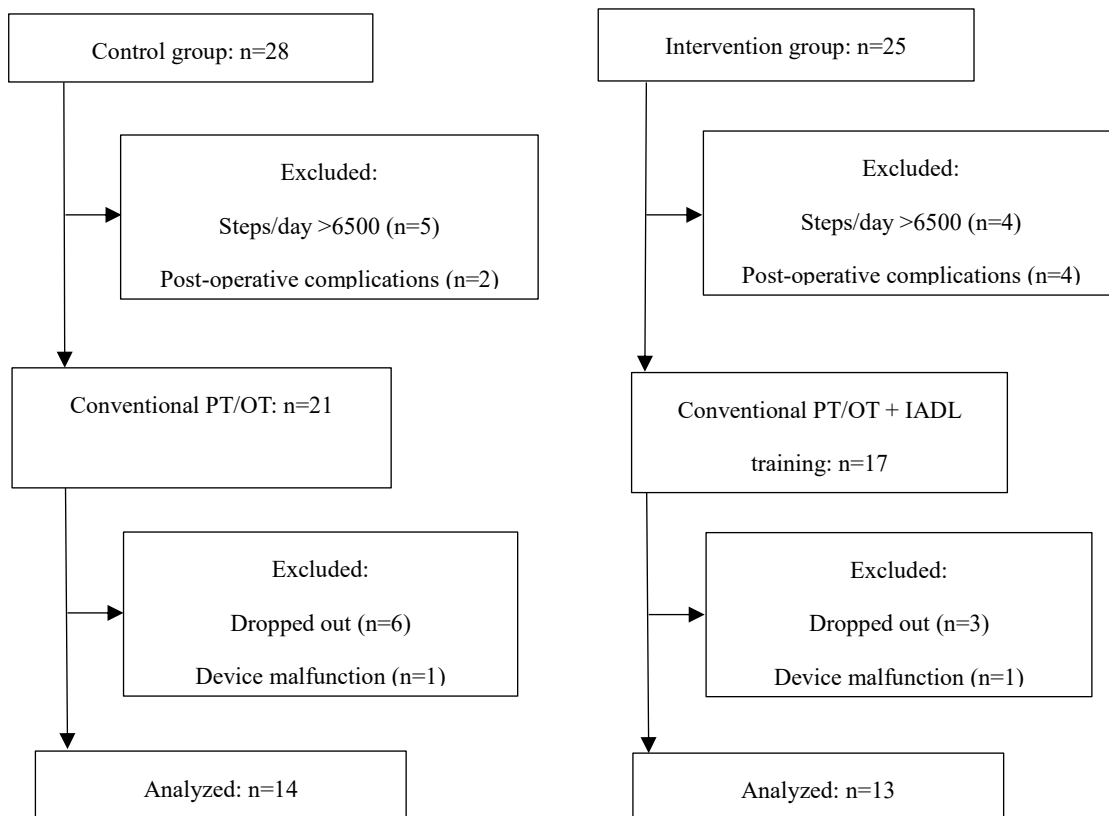 Control group: n=28
Intervention group: n=25
Excluded:
Steps/day >6500 (n=5)
Post-operative complications (n=2)
Excluded:
Steps/day >6500 (n=4)
Post-operative complications (n=4)
Conventional PT/OT: n=21
Conventional PT/OT + IADL
training: n=17
Excluded:
Dropped out (n=6)
Device malfunction (n=1)
Excluded:
Dropped out (n=3)
Device malfunction (n=1)
Analyzed: n=14
Analyzed: n=13